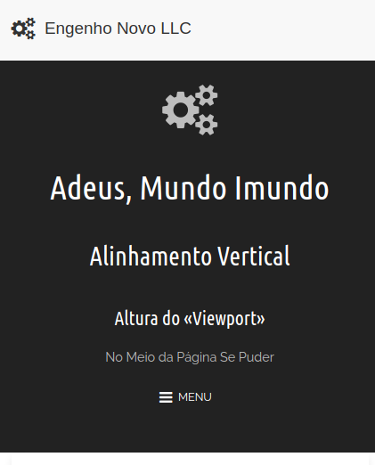 Engenho Novo LLC
Adeus, Mundo Imundo
Alinhamento Vertical
Altura do «Viewport»
No Meio da Página Se Puder
MENU